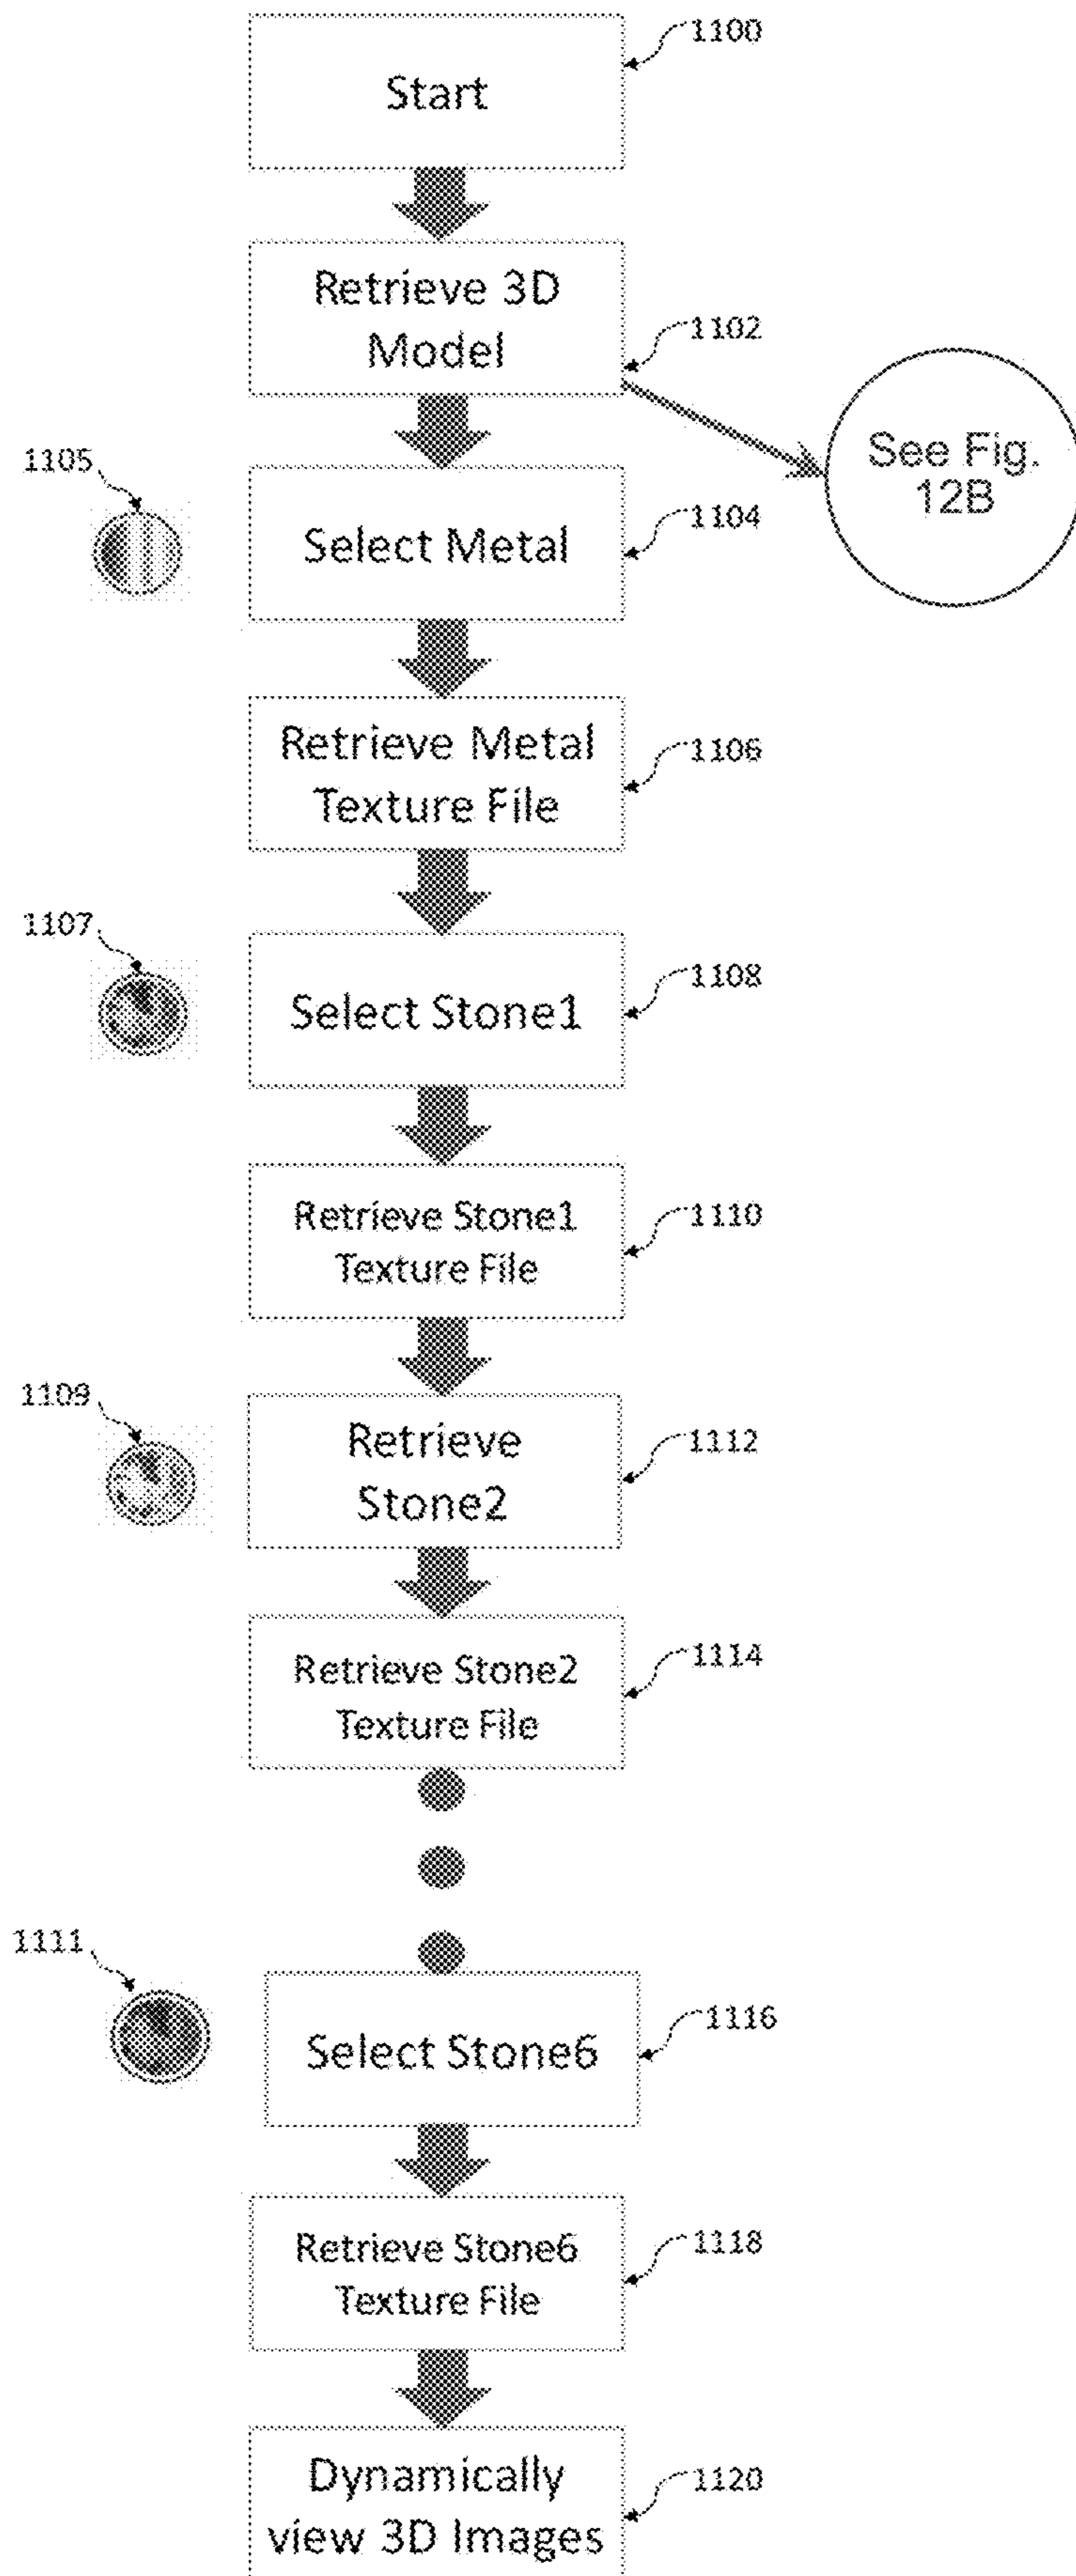 1100
Start
Retrieve 3D
Model
1102
See Fig.
12B
1105
Select Metal
1104
Retrieve Metal
Texture File
1106
1107
Select Stone1
1108
Retrieve Stone1
Texture File
1110
1109
Retrieve
Stone2
1112
Retrieve Stone2
Texture File
1114
1111
Select Stone6
1116
Retrieve Stone6
Texture File
1118
Dynamically
view 3D Images
1120